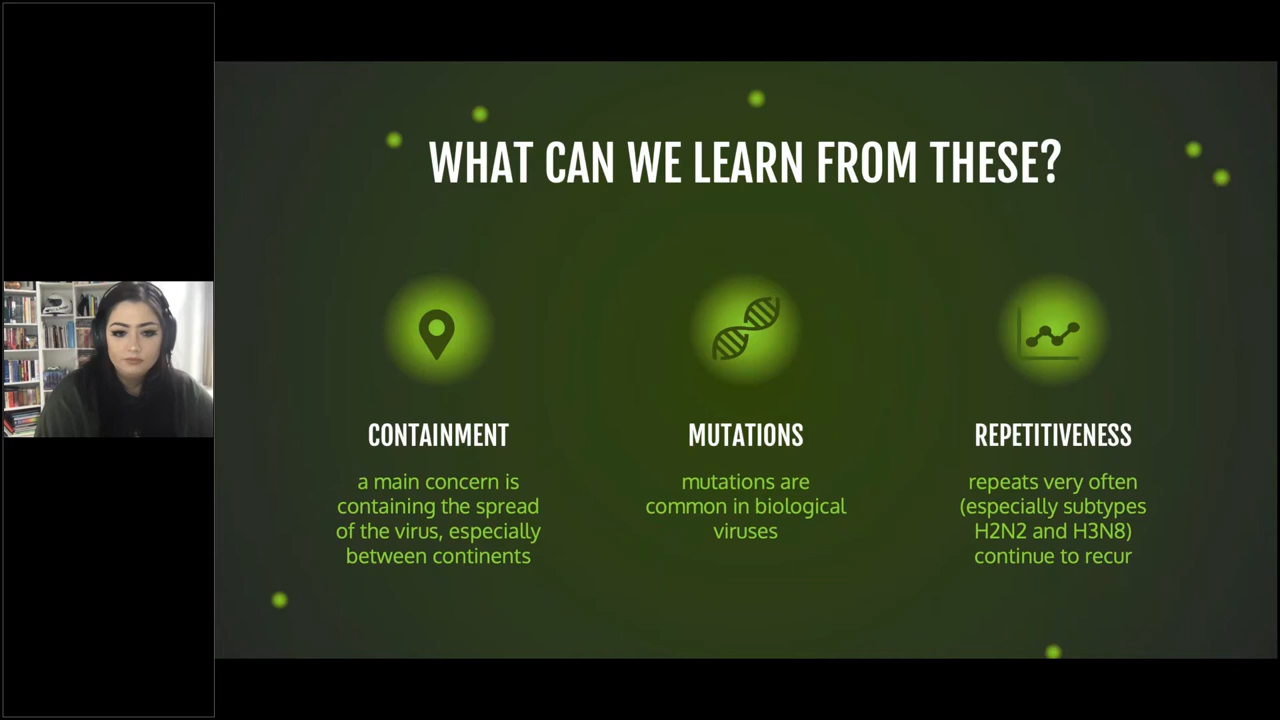 WHAT CAN WE LEARN FROM THESE?
CONTAINMENT
a main concern is
containing the spread
of the virus, especially
between continents
MUTATIONS
mutations are
common in biological
viruses
REPETITIVENESS
repeats very often
(especially subtypes
H2N2 and H3N8)
continue to recur